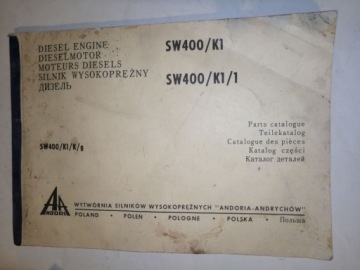 DIESEL ENGINE
DIESELMOTOR
MOTEURS DIESELS
SILNIK WYSOKOPRĘŻNY
ДИЗЕЛЬ
SW400/K1
SW400/K1/1
Parts catalogue
Teilekatalog
Catalogue des pièces
Katalog części
Каталог деталей
SW400/K1/K/g
ANDORIA
WYTWÓRNIA SILNIKÓW WYSOKOPRĘŻNYCH "ANDORIA-ANDRYCHÓW"
POLAND • POLEN • POLOGNE • POLSKA • Польша